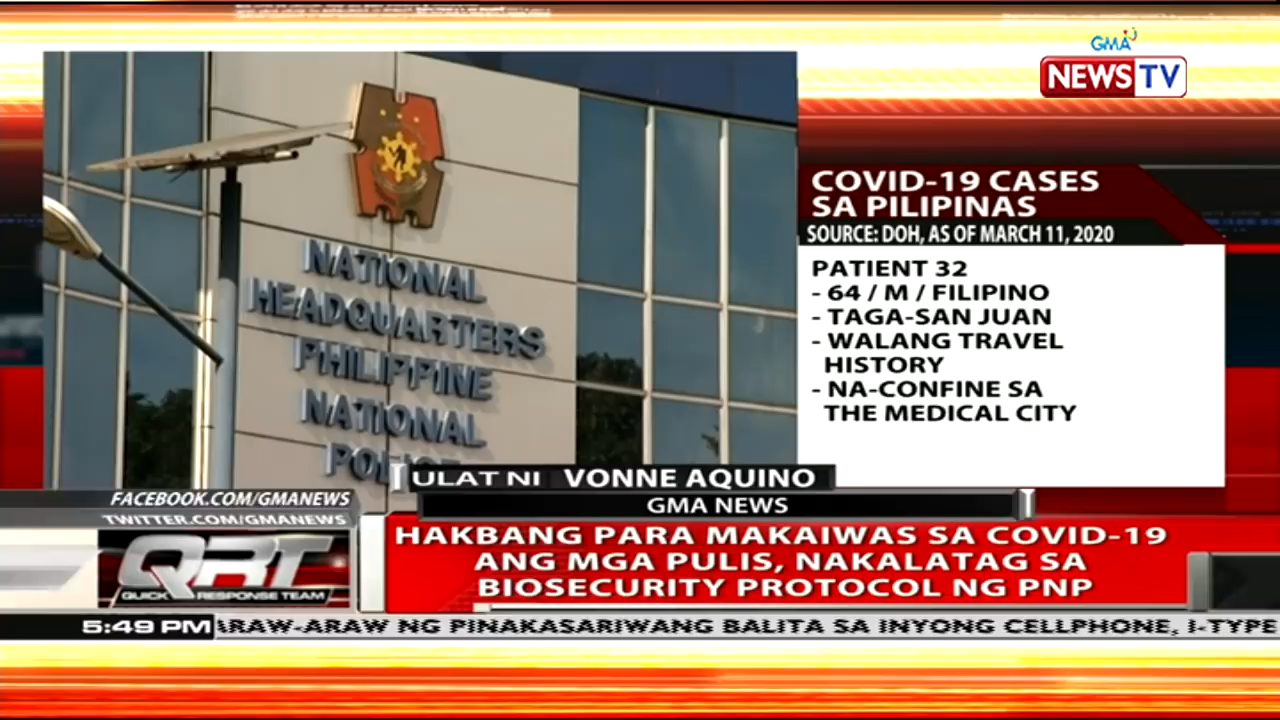 GMA
NEWS TV
NATIONAL
HEADQUARTERS
PHILIPPINE
NATIONAL
COVID-19 CASES
SA PILIPINAS
SOURCE: DOH, AS OF MARCH 11, 2020
PATIENT 32
- 64 / M / FILIPINO
- TAGA-SAN JUAN
- WALANG TRAVEL
HISTORY
- NA-CONFINE SA
THE MEDICAL CITY
ULAT NI VONNE AQUINO
GMA NEWS
FACEBOOK.COM/GMANEWS
TWITTER.COM/GMANEWS
QRT
QUICK RESPONSE TEAM
HAKBANG PARA MAKAIWAS SA COVID-19
ANG MGA PULIS, NAKALATAG SA
BIOSECURITY PROTOCOL NG PNP
5:49 PM
ARAW-ARAW NG PINAKASARIWANG BALITA SA INYONG CELLPHONE, I-TYPE